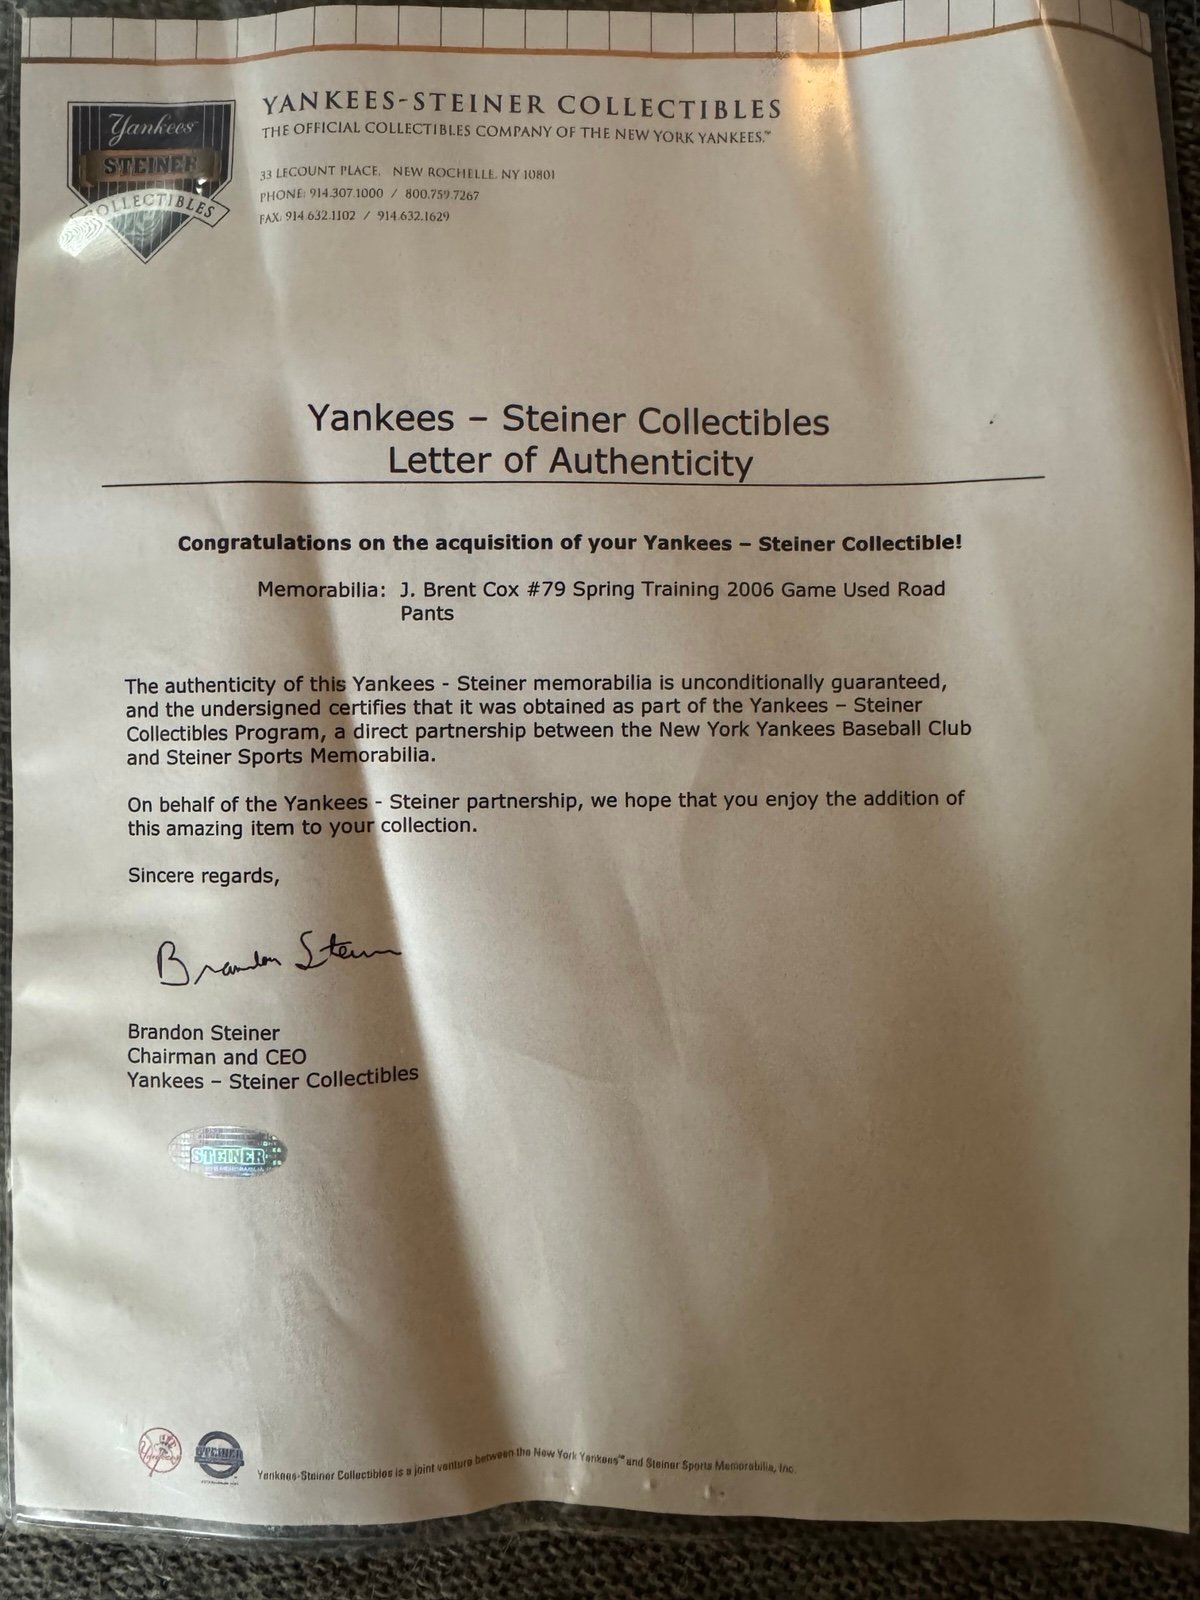 YANKEES-STEINER COLLECTIBLES
THE OFFICIAL COLLECTIBLES COMPANY OF THE NEW YORK YANKEES.™
Yankees
STEINER
COLLECTIBLES
33 LECOUNT PLACE, NEW ROCHELLE, NY 10801
PHONE: 914.307.1000 / 800.759.7267
FAX: 914.632.1102 / 914.632.1629
Yankees – Steiner Collectibles
Letter of Authenticity
Congratulations on the acquisition of your Yankees – Steiner Collectible!
Memorabilia: J. Brent Cox #79 Spring Training 2006 Game Used Road
Pants
The authenticity of this Yankees - Steiner memorabilia is unconditionally guaranteed,
and the undersigned certifies that it was obtained as part of the Yankees – Steiner
Collectibles Program, a direct partnership between the New York Yankees Baseball Club
and Steiner Sports Memorabilia.
On behalf of the Yankees - Steiner partnership, we hope that you enjoy the addition of
this amazing item to your collection.
Sincere regards,
Brandon Steiner
Brandon Steiner
Chairman and CEO
Yankees – Steiner Collectibles
STEINER
Yankees
STEINER
Yankees-Steiner Collectibles is a joint venture between the New York Yankees™ and Steiner Sports Memorabilia, Inc.